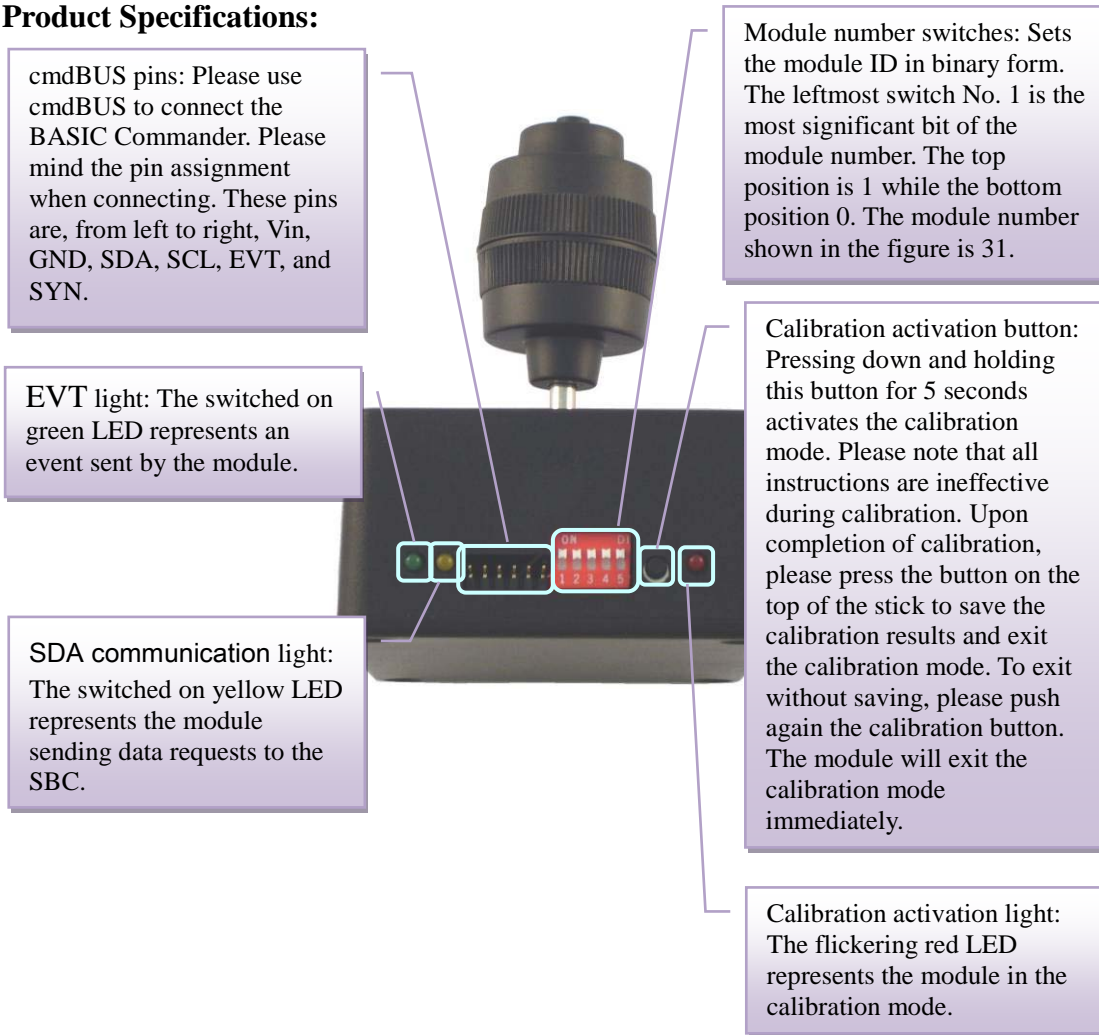 Product Specifications:
cmdBUS pins: Please use
cmdBUS to connect the
BASIC Commander. Please
mind the pin assignment
when connecting. These pins
are, from left to right, Vin,
GND, SDA, SCL, EVT, and
SYN.
EVT light: The switched on
green LED represents an
event sent by the module.
SDA communication light:
The switched on yellow LED
represents the module
sending data requests to the
SBC.
Module number switches: Sets
the module ID in binary form.
The leftmost switch No. 1 is the
most significant bit of the
module number. The top
position is 1 while the bottom
position 0. The module number
shown in the figure is 31.
Calibration activation button:
Pressing down and holding
this button for 5 seconds
activates the calibration
mode. Please note that all
instructions are ineffective
during calibration. Upon
completion of calibration,
please press the button on the
top of the stick to save the
calibration results and exit
the calibration mode. To exit
without saving, please push
again the calibration button.
The module will exit the
calibration mode
immediately.
Calibration activation light:
The flickering red LED
represents the module in the
calibration mode.
ON
1 2 3 4 5